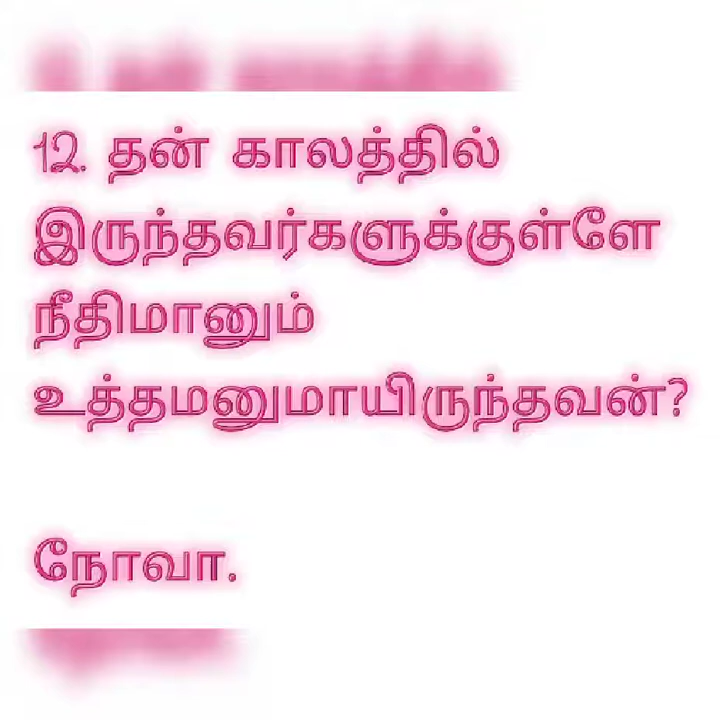 12. தன் காலத்தில்
இருந்தவர்களுக்குள்ளே
நீதிமானும்
உத்தமனுமாயிருந்தவன்?
நோவா.